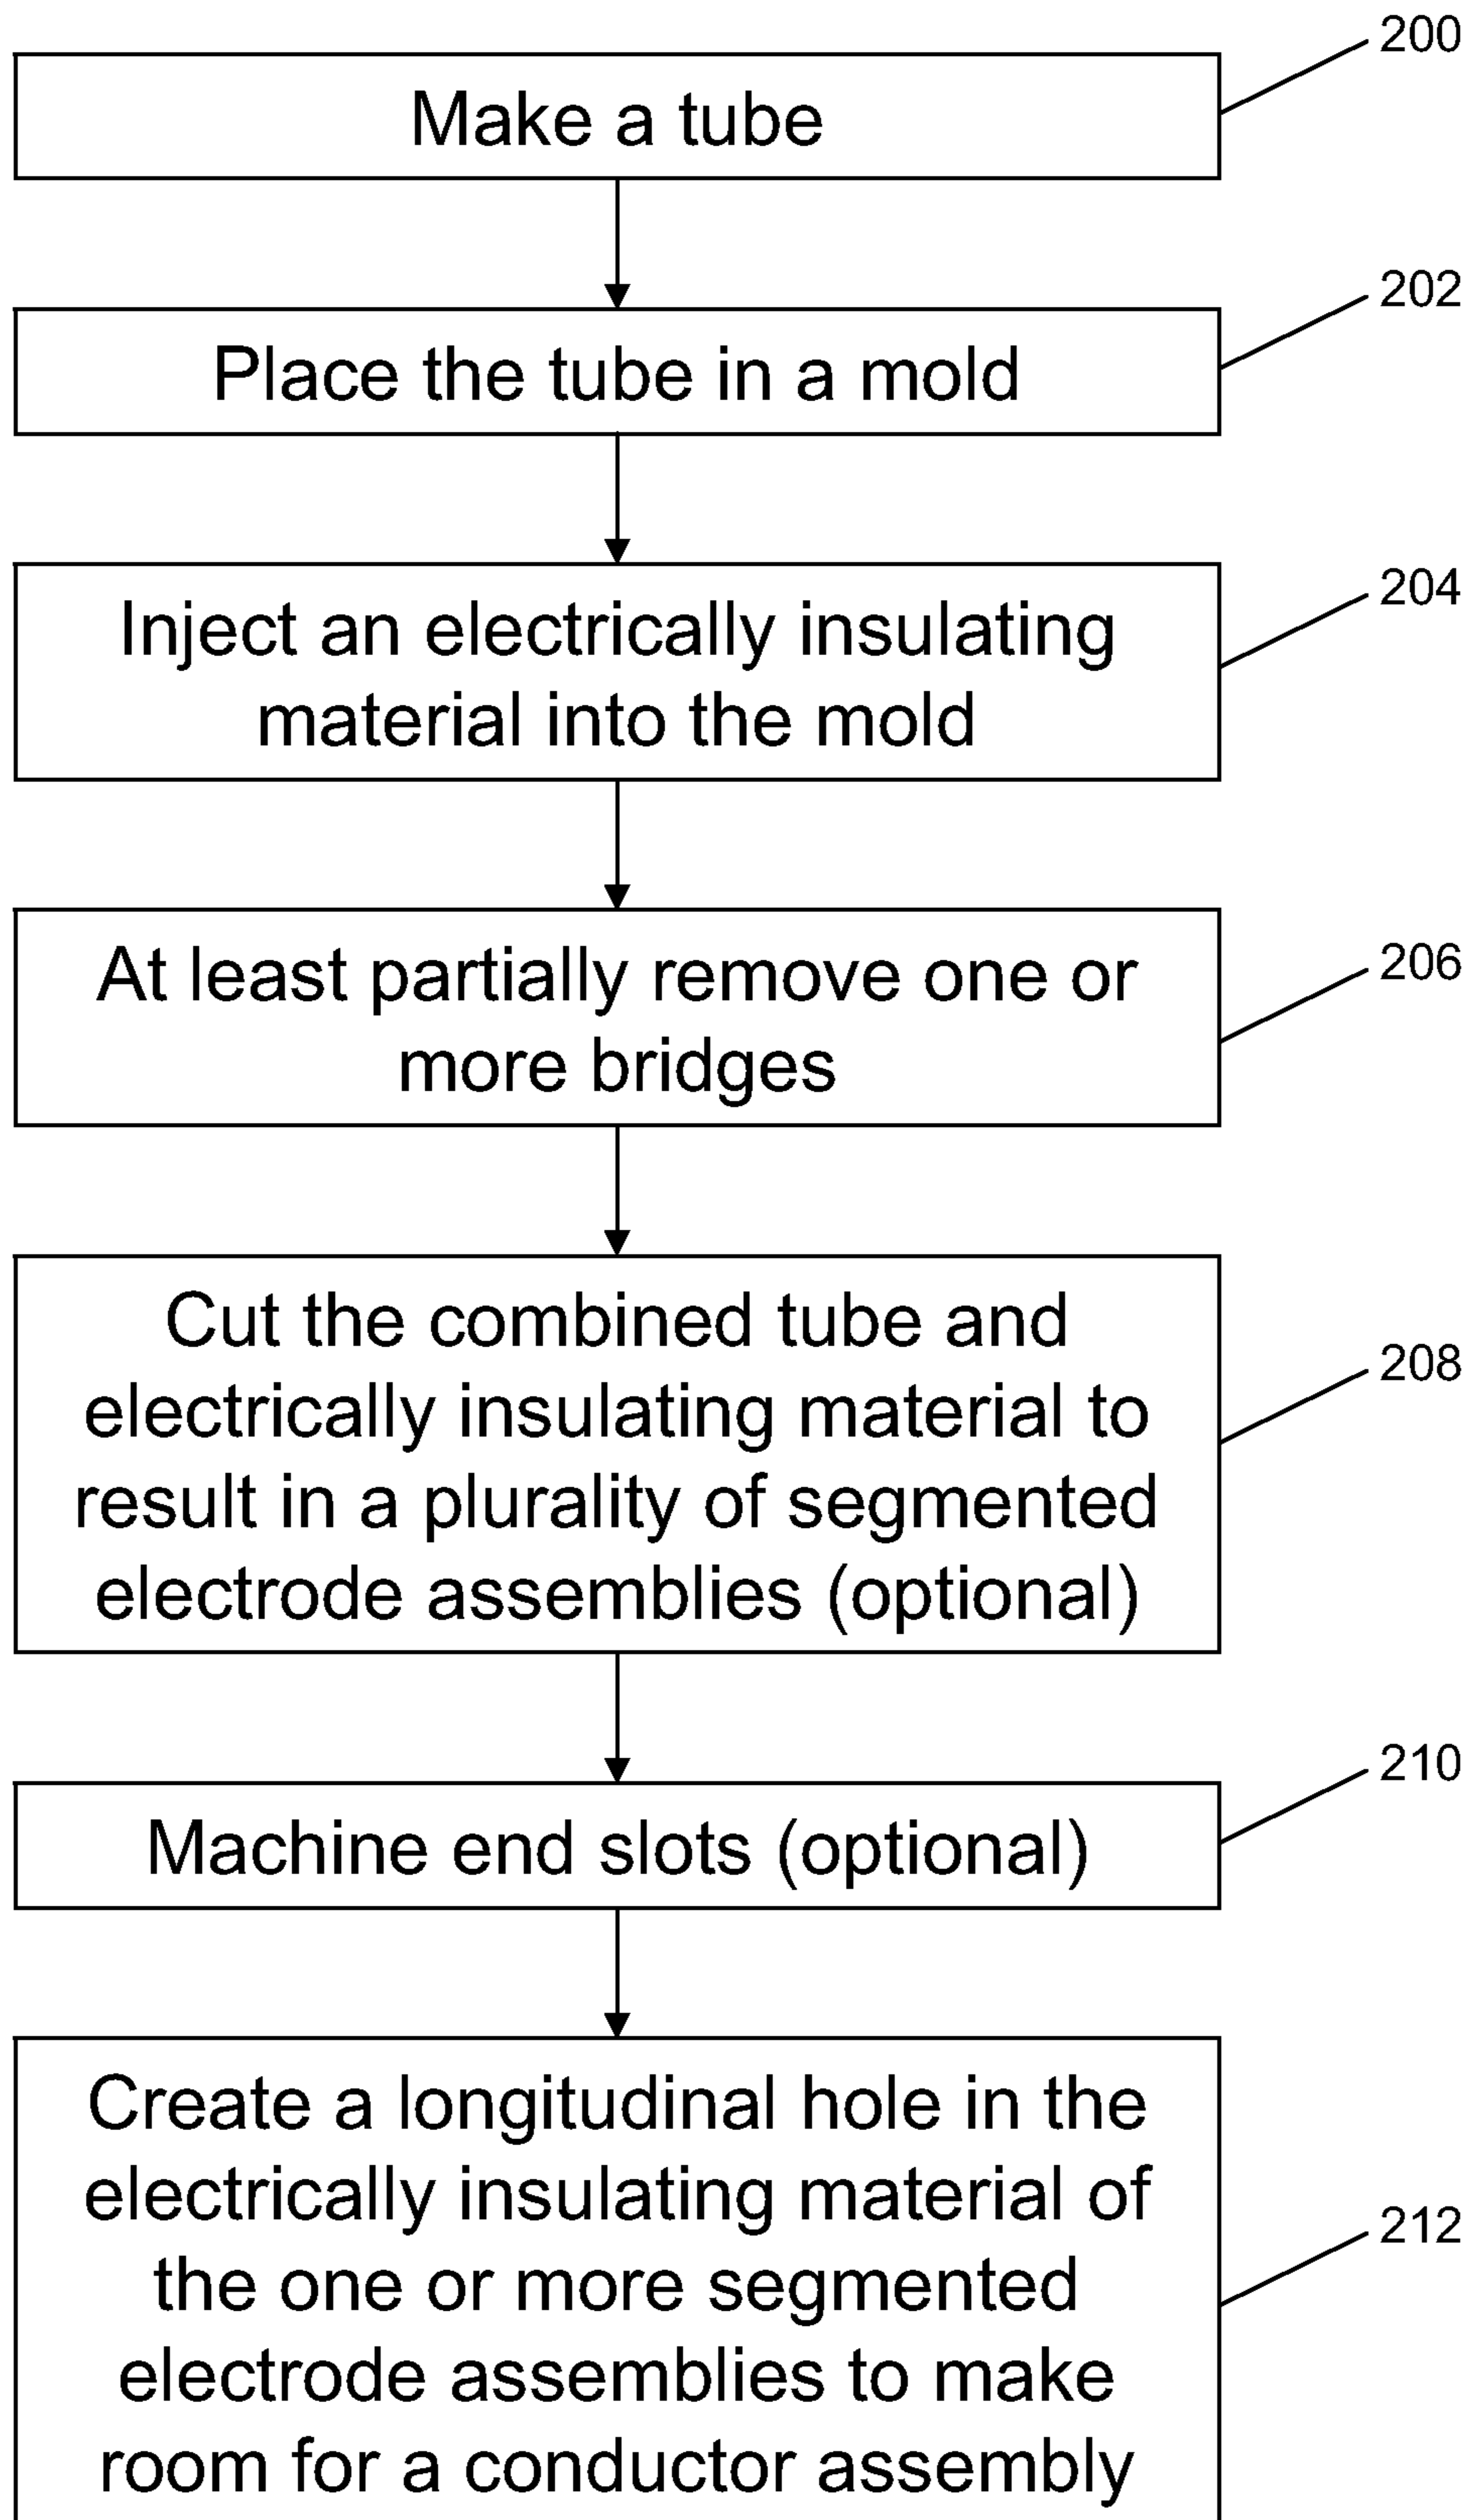 200
Make a tube
202
Place the tube in a mold
204
Inject an electrically insulating
material into the mold
206
At least partially remove one or
more bridges
208
Cut the combined tube and
electrically insulating material to
result in a plurality of segmented
electrode assemblies (optional)
210
Machine end slots (optional)
212
Create a longitudinal hole in the
electrically insulating material of
the one or more segmented
electrode assemblies to make
room for a conductor assembly